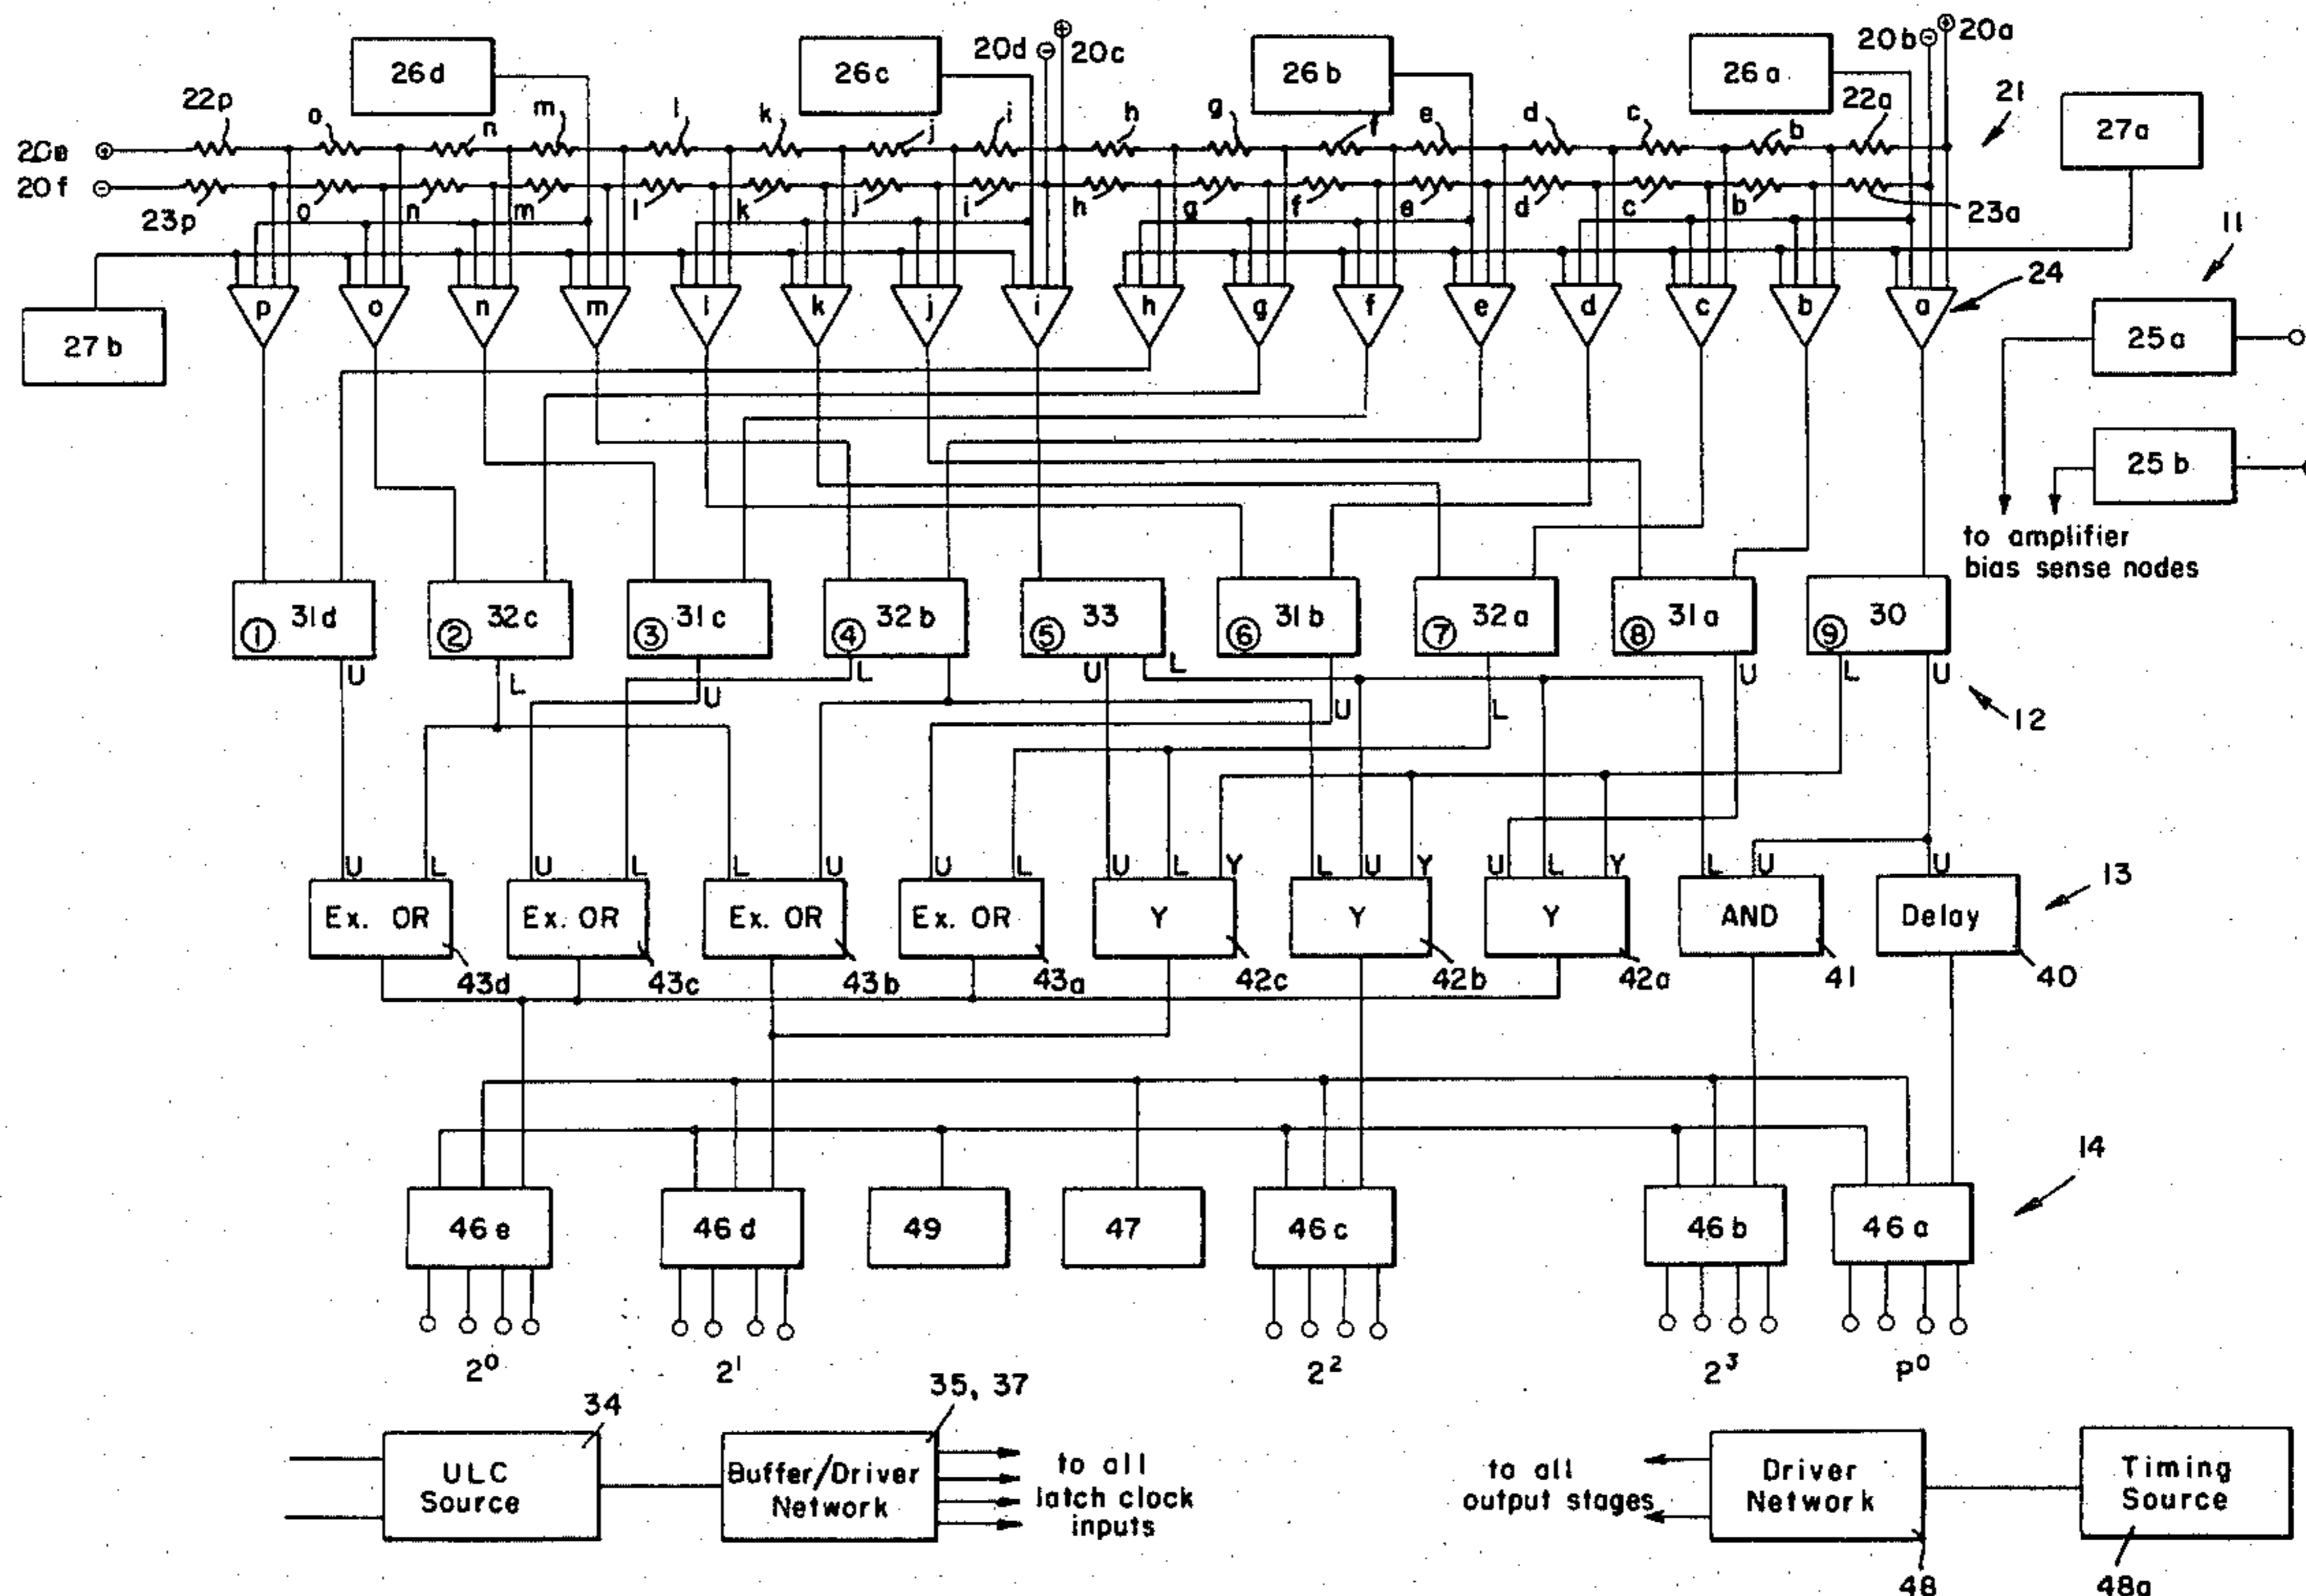 26d
26c
20d ⊖
⊕ 20c
26b
26a
20b ⊖
⊕ 20a
22p
o
n
m
l
k
j
i
h
g
f
e
d
c
b
22a
21
27a
20e ⊕
20f ⊖
23p
o
n
m
l
k
j
i
h
g
f
e
d
c
b
23a
11
p
o
n
m
l
k
j
i
h
g
f
e
d
c
b
a
24
27b
25a
25b
to amplifier
bias sense nodes
① 31d
② 32c
③ 31c
④ 32b
⑤ 33
⑥ 31b
⑦ 32a
⑧ 31a
⑨ 30
U
L
U
L
U
L
U
L
U
L
U
12
U
L
U
L
L
U
U
L
U
L
Y
L
U
Y
U
L
Y
L
U
U
13
Ex. OR
Ex. OR
Ex. OR
Ex. OR
Y
Y
Y
AND
Delay
43d
43c
43b
43a
42c
42b
42a
41
40
14
46e
46d
49
47
46c
46b
46a
2⁰
2¹
2²
2³
P⁰
34
ULC
Source
35, 37
Buffer/Driver
Network
to all
latch clock
inputs
to all
output stages
Driver
Network
48
Timing
Source
48a